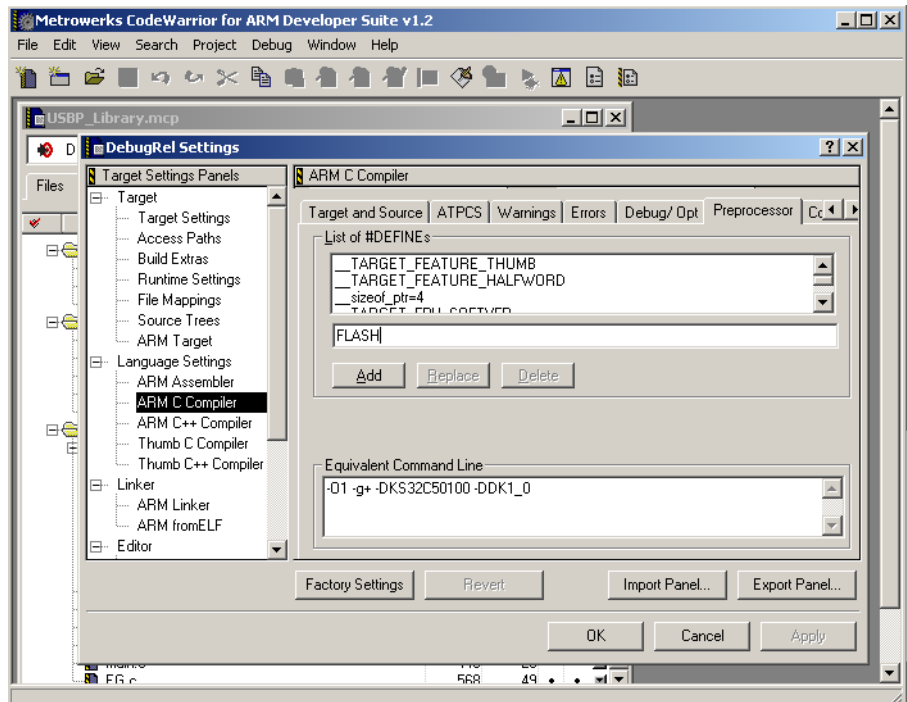 Metrowerks CodeWarrior for ARM Developer Suite v1.2
File Edit View Search Project Debug Window Help
USBP_Library.mcp
D
DebugRel Settings
Files
Target Settings Panels
Target
Target Settings
Access Paths
Build Extras
Runtime Settings
File Mappings
Source Trees
ARM Target
Language Settings
ARM Assembler
ARM C Compiler
ARM C++ Compiler
Thumb C Compiler
Thumb C++ Compiler
Linker
ARM Linker
ARM fromELF
Editor
ARM C Compiler
Target and Source ATPCS Warnings Errors Debug/ Opt Preprocessor Co
List of #DEFINEs
__TARGET_FEATURE_THUMB
__TARGET_FEATURE_HALFWORD
__sizeof_ptr=4
FLASH
Add Replace Delete
Equivalent Command Line
-O1 -g+ -DKS32C50100 -DDK1_0
Factory Settings Revert Import Panel... Export Panel...
OK Cancel Apply
568 49